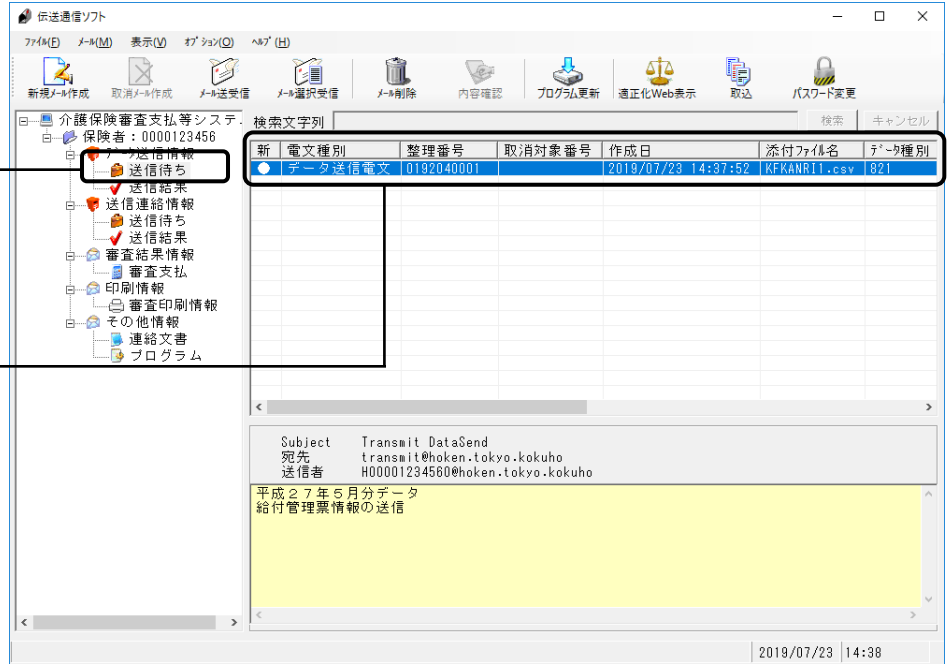 伝送通信ソフト
ファイル(F) メール(M) 表示(V) オプション(O) ヘルプ(H)
新規メール作成 取消メール作成 メール送受信 メール選択受信 メール削除 内容確認 プログラム更新 適正化Web表示 取込 パスワード変更
介護保険審査支払等システ.
保険者：0000123456
データ送信情報
送信待ち
送信結果
送信連絡情報
送信待ち
送信結果
審査結果情報
審査支払
印刷情報
審査印刷情報
その他情報
連絡文書
プログラム
検索文字列 検索 キャンセル
新 電文種別 整理番号 取消対象番号 作成日 添付ファイル名 データ種別
データ送信電文 0192040001 2019/07/23 14:37:52 KFKANRI1.csv 821
Subject Transmit DataSend
宛先 transmit@hoken.tokyo.kokuho
送信者 H00001234560@hoken.tokyo.kokuho
平成２７年５月分データ
給付管理票情報の送信
2019/07/23 14:38